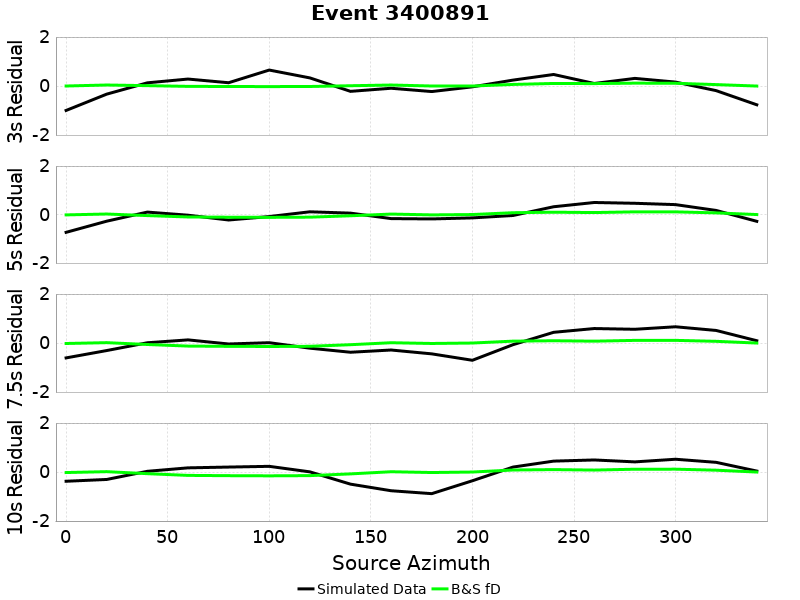 Event 3400891
3s Residual
2
0
-2
5s Residual
2
0
-2
7.5s Residual
2
0
-2
10s Residual
2
0
-2
0 50 100 150 200 250 300
Source Azimuth
Simulated Data B&S fD